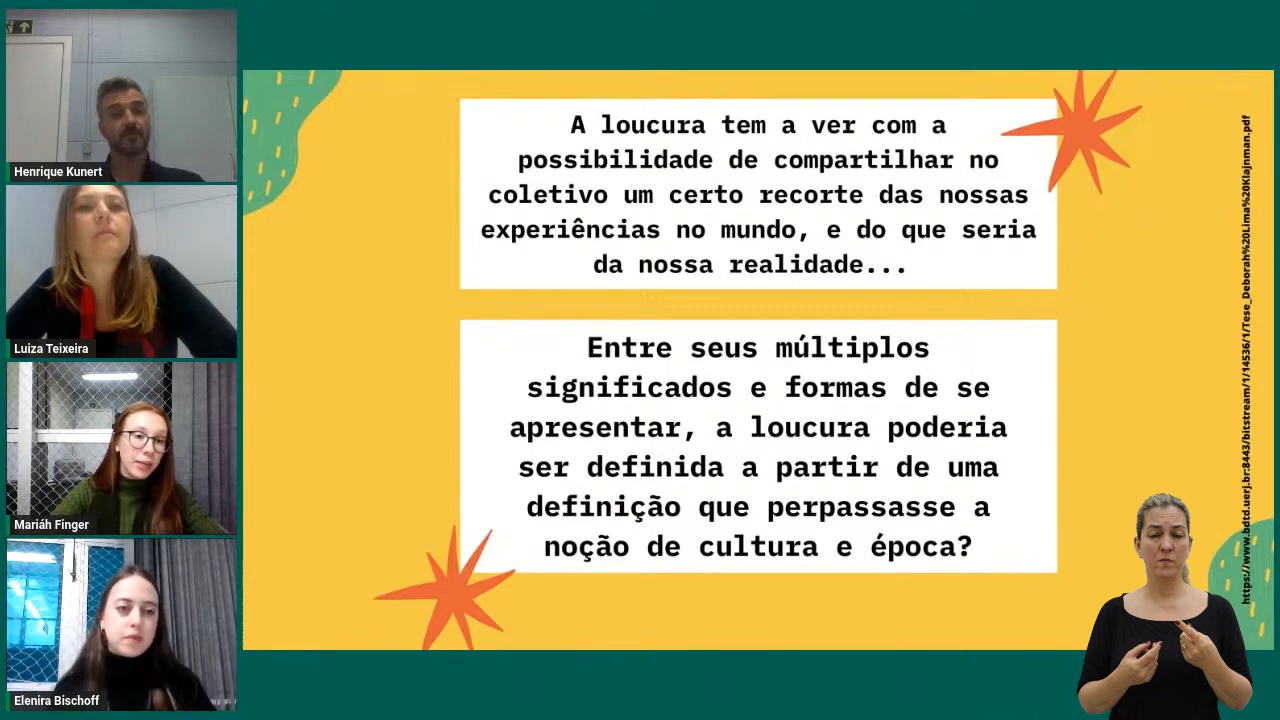 Henrique Kunert
Luiza Teixeira
Mariáh Finger
Elenira Bischoff
A loucura tem a ver com a
possibilidade de compartilhar no
coletivo um certo recorte das nossas
experiências no mundo, e do que seria
da nossa realidade...
Entre seus múltiplos
significados e formas de se
apresentar, a loucura poderia
ser definida a partir de uma
definição que perpassasse a
noção de cultura e época?
https://www.bdtd.uerj.br:8443/bitstream/1/14536/1/Tese_Deborah%20Lima%20Klajnman.pdf